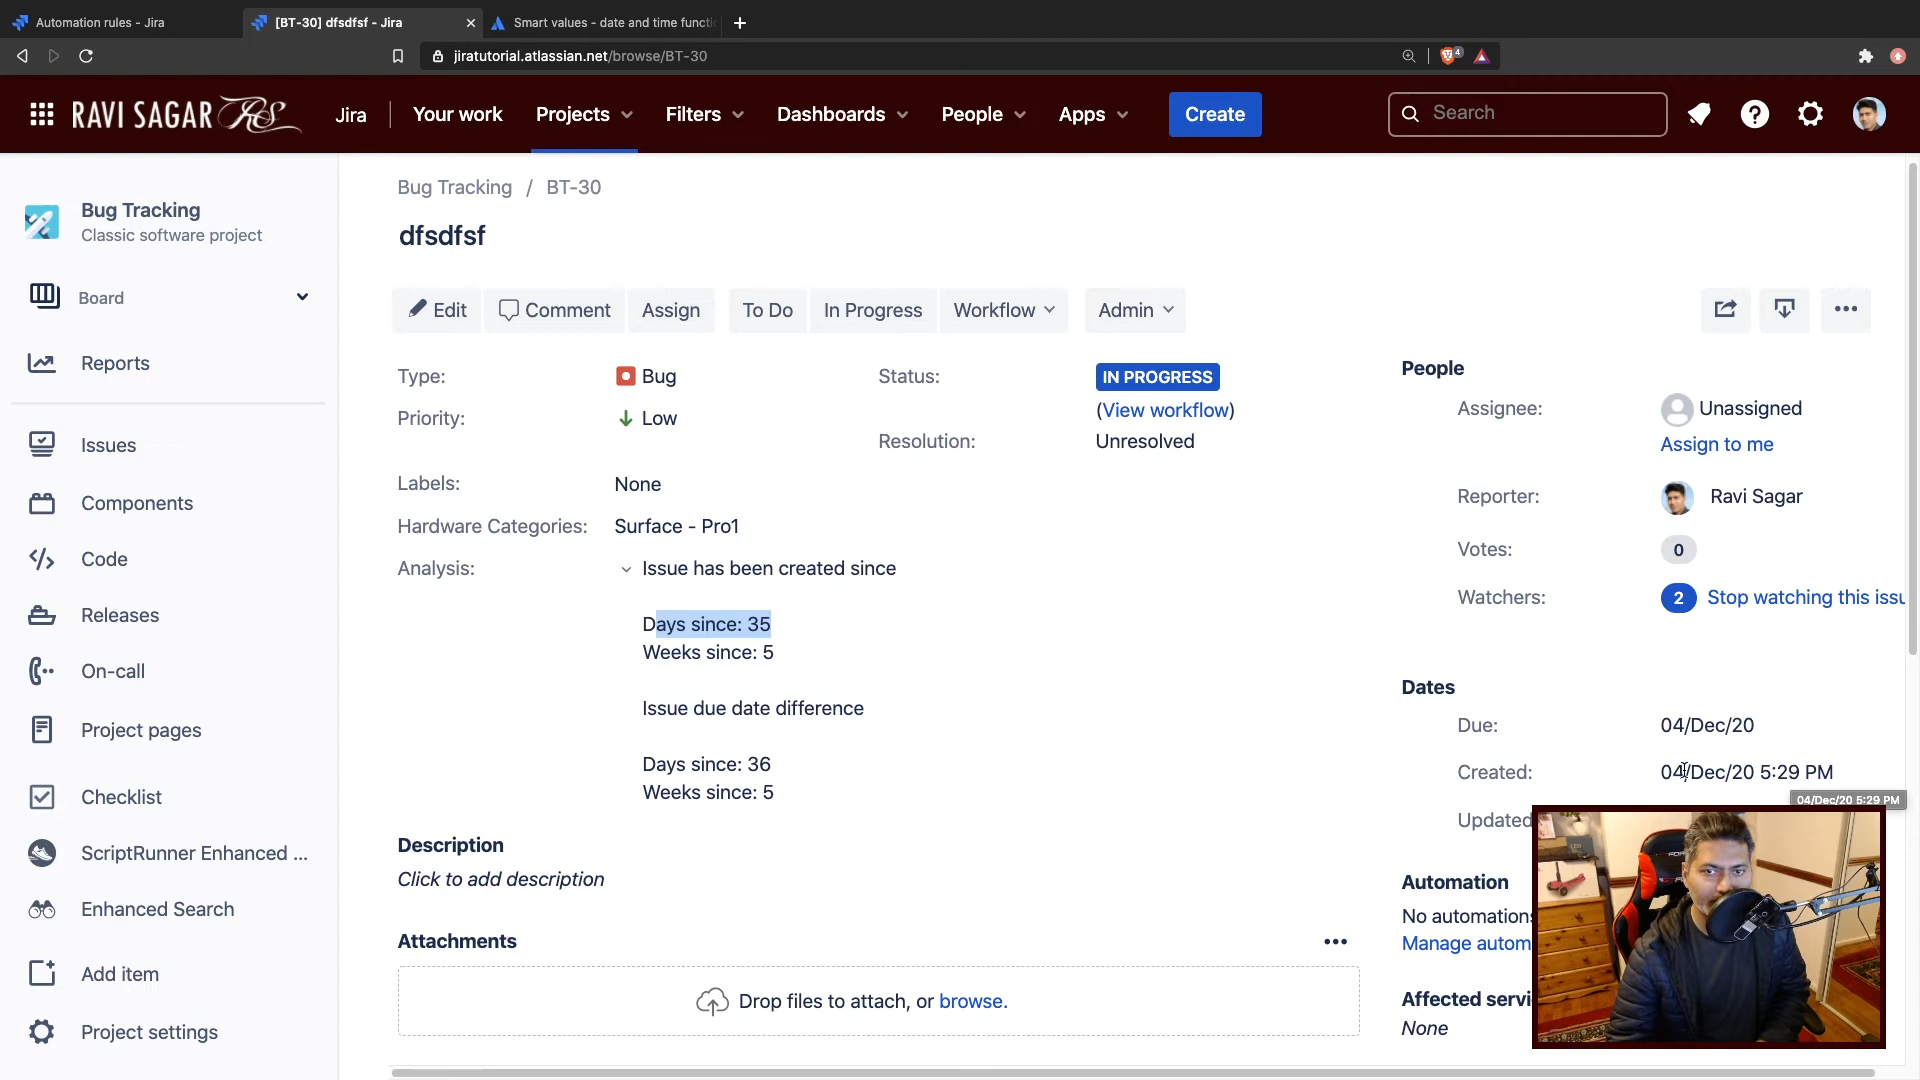 Automation rules - Jira
[BT-30] dfsdfsf - Jira
Smart values - date and time functi
jiratutorial.atlassian.net/browse/BT-30
4
RAVI SAGAR RS
Jira
Your work
Projects
Filters
Dashboards
People
Apps
Create
Search
Bug Tracking
Classic software project
Board
Reports
Issues
Components
Code
Releases
On-call
Project pages
Checklist
ScriptRunner Enhanced ...
Enhanced Search
Add item
Project settings
Bug Tracking / BT-30
dfsdfsf
Edit
Comment
Assign
To Do
In Progress
Workflow
Admin
Type: Bug
Priority: Low
Labels: None
Hardware Categories: Surface - Pro1
Analysis: Issue has been created since
Days since: 35
Weeks since: 5
Issue due date difference
Days since: 36
Weeks since: 5
Status: IN PROGRESS
(View workflow)
Resolution: Unresolved
Description
Click to add description
Attachments
Drop files to attach, or browse.
People
Assignee: Unassigned
Assign to me
Reporter: Ravi Sagar
Votes: 0
Watchers: 2 Stop watching this issu
Dates
Due: 04/Dec/20
Created: 04/Dec/20 5:29 PM
04/Dec/20 5:29 PM
Updated
Automation
No automations
Manage autom
Affected servi
None